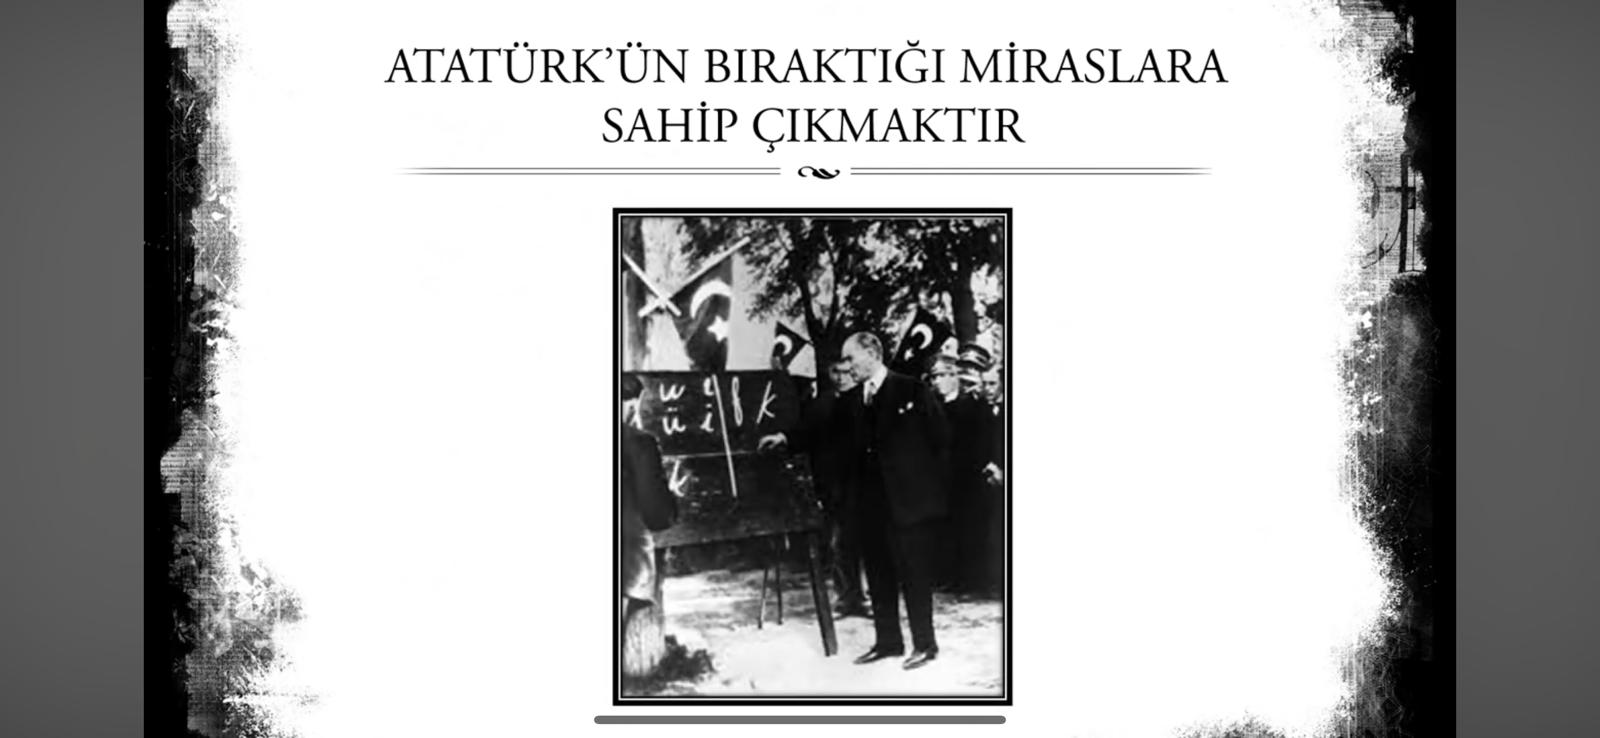 ATATÜRK’ÜN BIRAKTIĞI MİRASLARA
SAHİP ÇIKMAKTIR
ü i k
k